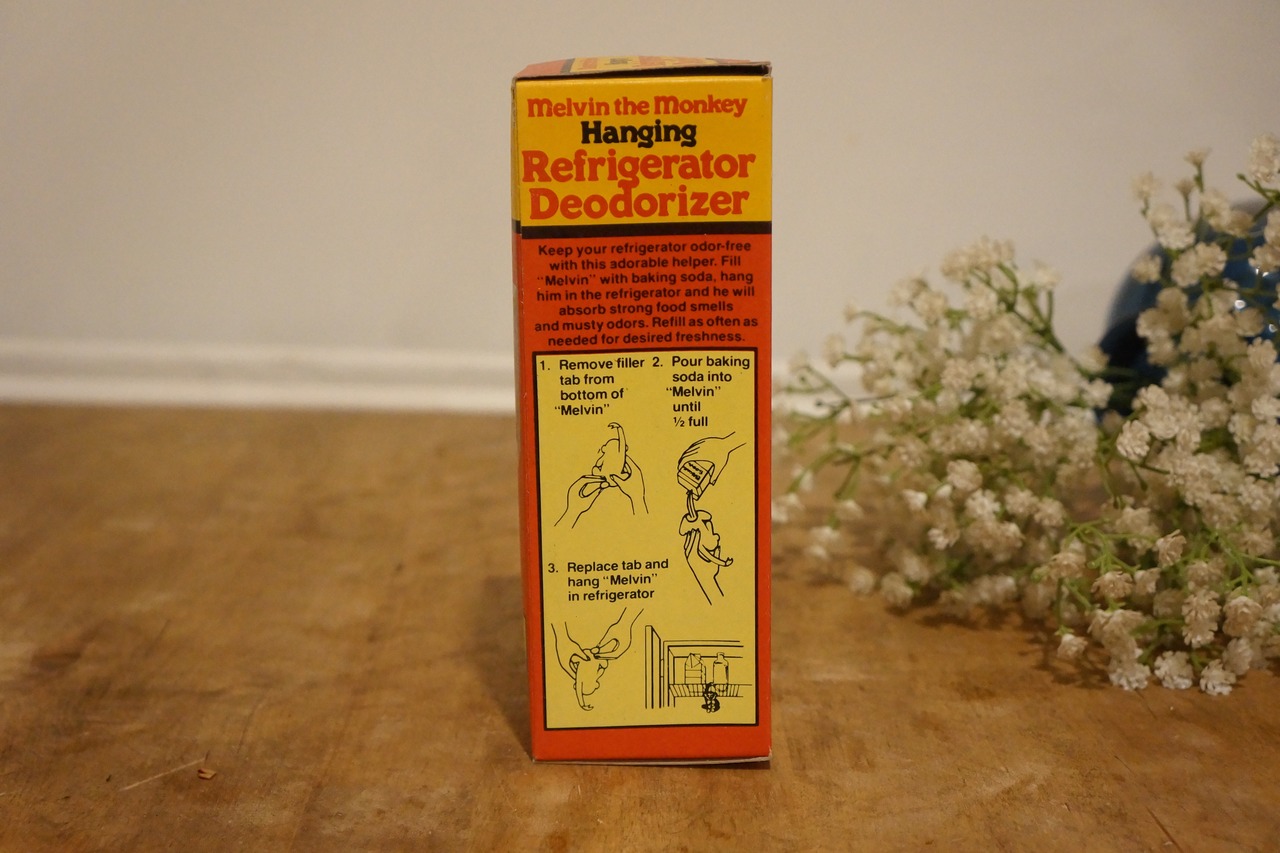 Melvin the Monkey
Hanging
Refrigerator
Deodorizer
Keep your refrigerator odor-free
with this adorable helper. Fill
"Melvin" with baking soda, hang
him in the refrigerator and he will
absorb strong food smells
and musty odors. Refill as often as
needed for desired freshness.
1. Remove filler
tab from
bottom of
"Melvin"
2. Pour baking
soda into
"Melvin"
until
½ full
3. Replace tab and
hang "Melvin"
in refrigerator